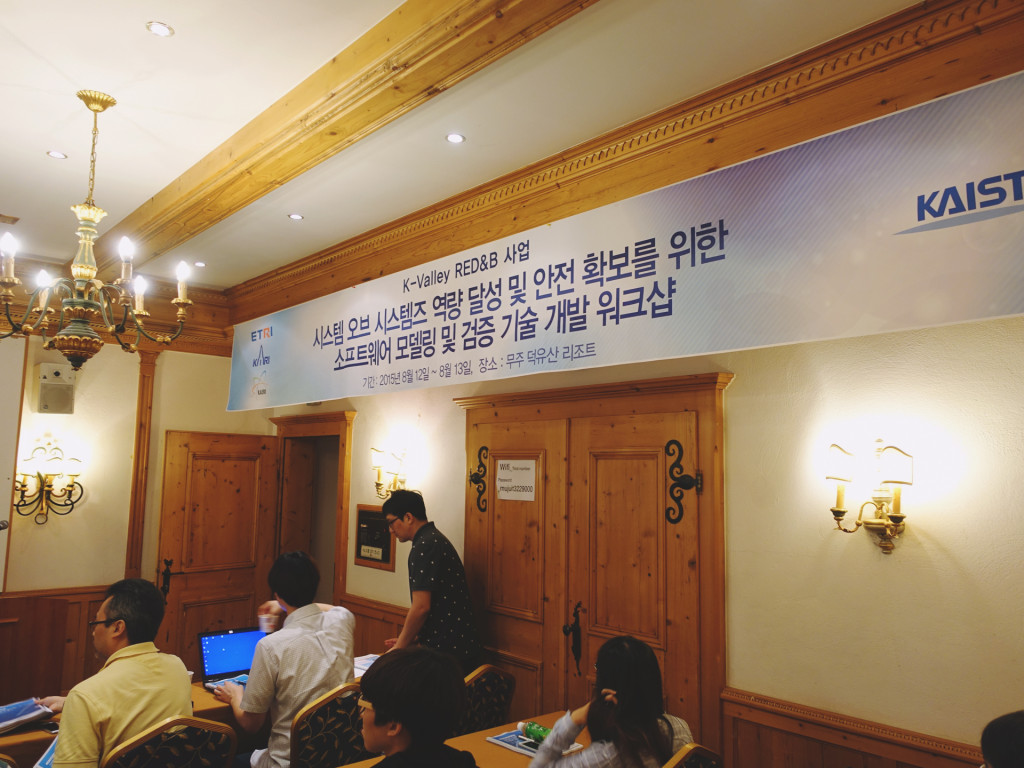 K-Valley RED&B 사업
시스템 오브 시스템즈 역량 달성 및 안전 확보를 위한
소프트웨어 모델링 및 검증 기술 개발 워크샵
기간 : 2015년 8월 12일 ~ 8월 13일, 장소 : 무주 덕유산 리조트
ETRI
KARI
KAIST
Wifi_
Password